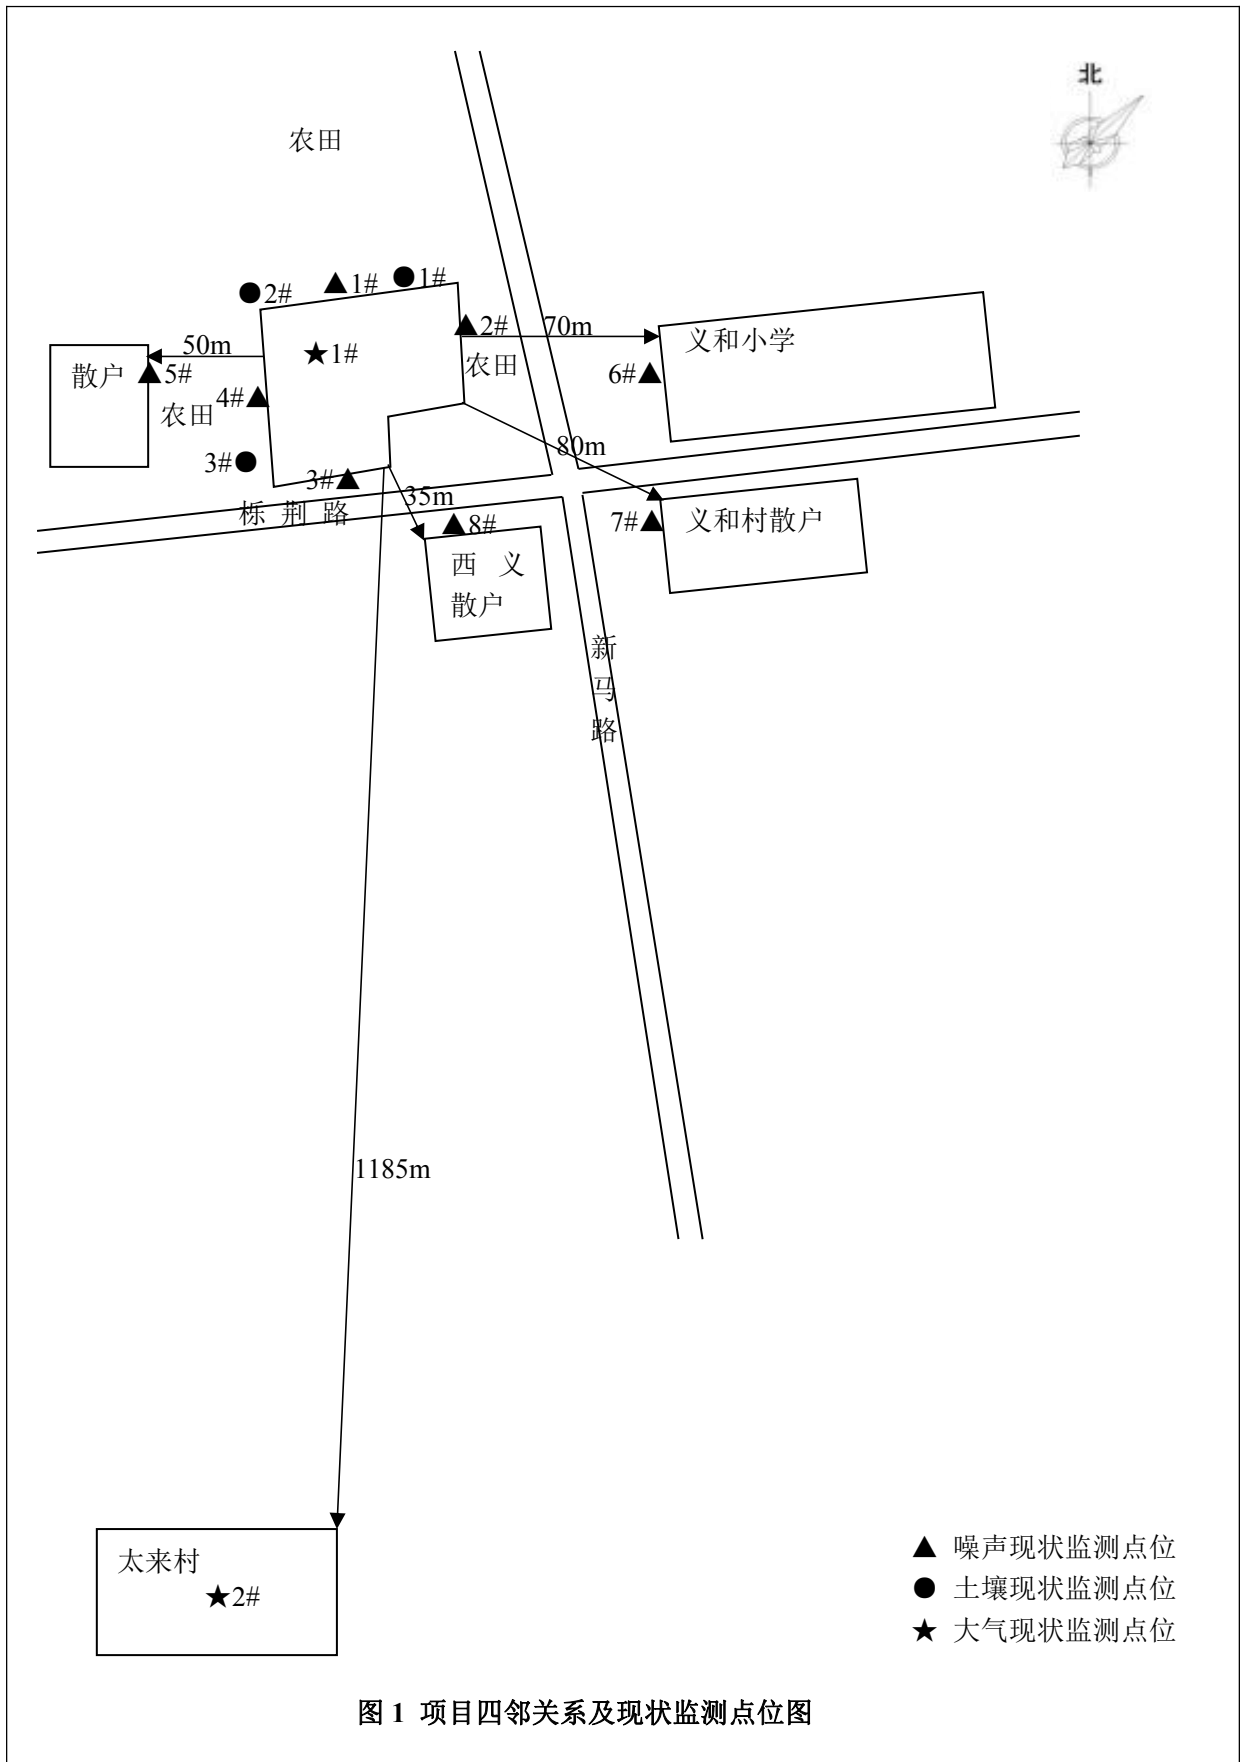 北
农田
●2#
▲1#
●1#
▲2#
70m
50m
★1#
义和小学
农田
散户
▲5#
4#▲
6#▲
农田
80m
3#●
3#▲
35m
栎荆路
▲8#
7#▲
义和村散户
西 义
散户
新
马
路
1185m
太来村
★2#
▲ 噪声现状监测点位
● 土壤现状监测点位
★ 大气现状监测点位
图 1 项目四邻关系及现状监测点位图